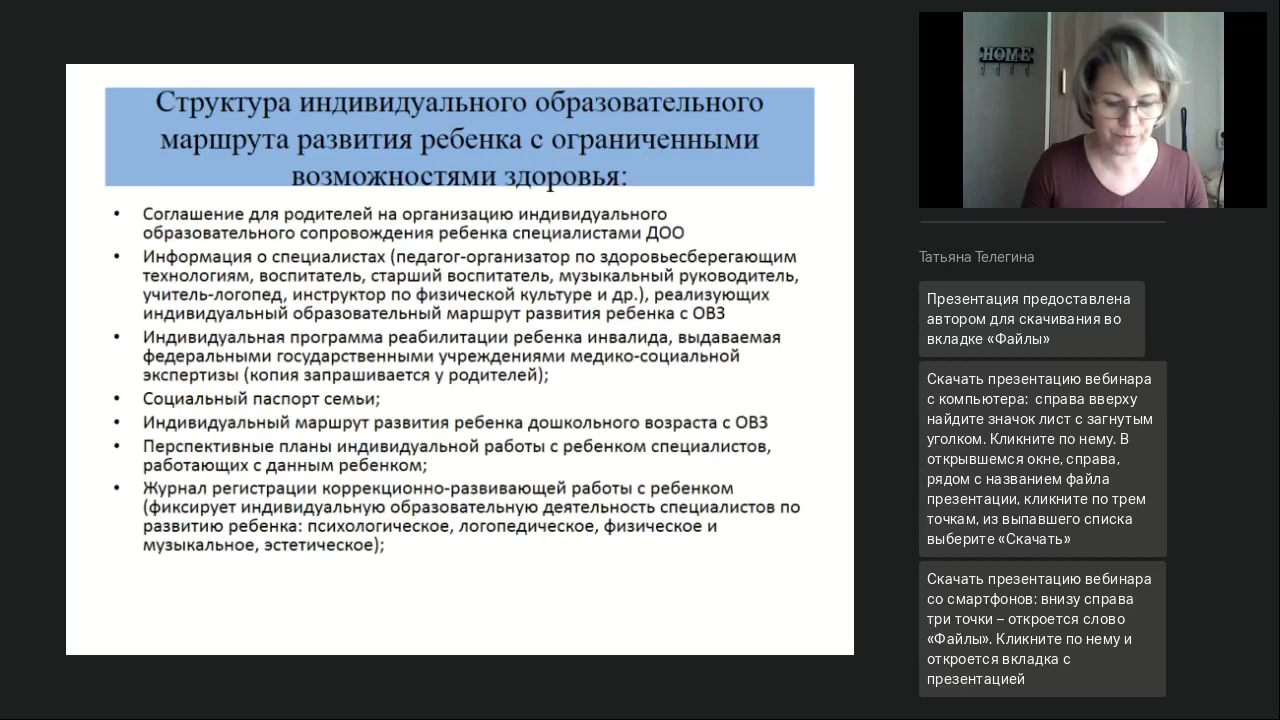 Структура индивидуального образовательного
маршрута развития ребенка с ограниченными
возможностями здоровья:
• Соглашение для родителей на организацию индивидуального
образовательного сопровождения ребенка специалистами ДОО
• Информация о специалистах (педагог-организатор по здоровьесберегающим
технологиям, воспитатель, старший воспитатель, музыкальный руководитель,
учитель-логопед, инструктор по физической культуре и др.), реализующих
индивидуальный образовательный маршрут развития ребенка с ОВЗ
• Индивидуальная программа реабилитации ребенка инвалида, выдаваемая
федеральными государственными учреждениями медико-социальной
экспертизы (копия запрашивается у родителей);
• Социальный паспорт семьи;
• Индивидуальный маршрут развития ребенка дошкольного возраста с ОВЗ
• Перспективные планы индивидуальной работы с ребенком специалистов,
работающих с данным ребенком;
• Журнал регистрации коррекционно-развивающей работы с ребенком
(фиксирует индивидуальную образовательную деятельность специалистов по
развитию ребенка: психологическое, логопедическое, физическое и
музыкальное, эстетическое);
HOME
Татьяна Телегина
Презентация предоставлена
автором для скачивания во
вкладке «Файлы»
Скачать презентацию вебинара
с компьютера: справа вверху
найдите значок лист с загнутым
уголком. Кликните по нему. В
открывшемся окне, справа,
рядом с названием файла
презентации, кликните по трем
точкам, из выпавшего списка
выберите «Скачать»
Скачать презентацию вебинара
со смартфонов: внизу справа
три точки – откроется слово
«Файлы». Кликните по нему и
откроется вкладка с
презентацией